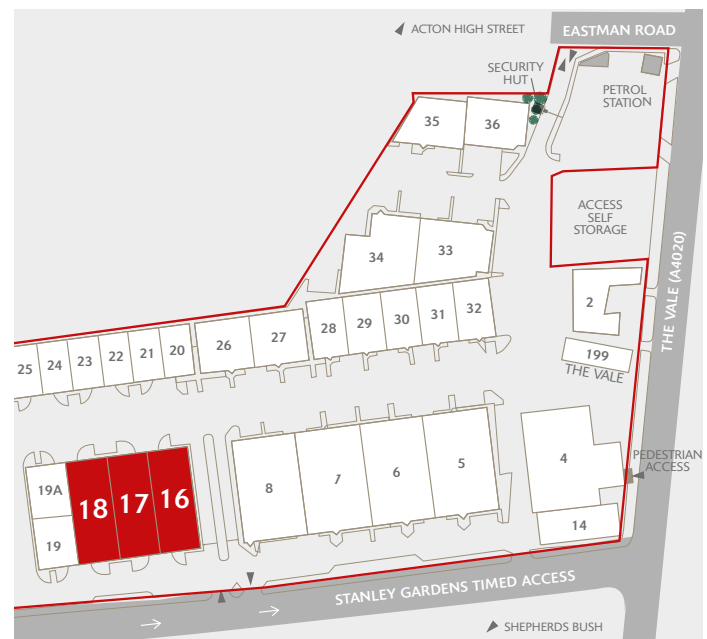 ACTON HIGH STREET
EASTMAN ROAD
SECURITY
HUT
PETROL
STATION
35
36
ACCESS
SELF
STORAGE
THE VALE (A4020)
34
33
2
28
29
30
31
32
26
27
25
24
23
22
21
20
199
THE VALE
PEDESTRIAN
ACCESS
19A
18
17
16
8
7
6
5
4
19
14
STANLEY GARDENS TIMED ACCESS
SHEPHERDS BUSH